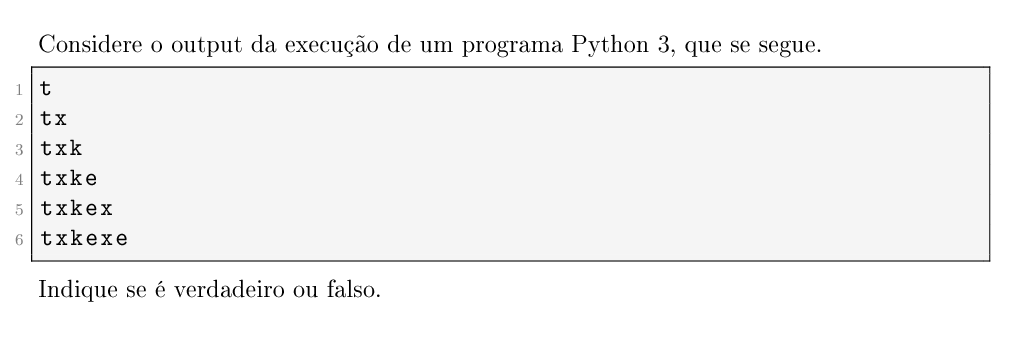 Considere o output da execução de um programa Python 3, que se segue.
1 t
2 tx
3 txk
4 txke
5 txkex
6 txkexe
Indique se é verdadeiro ou falso.